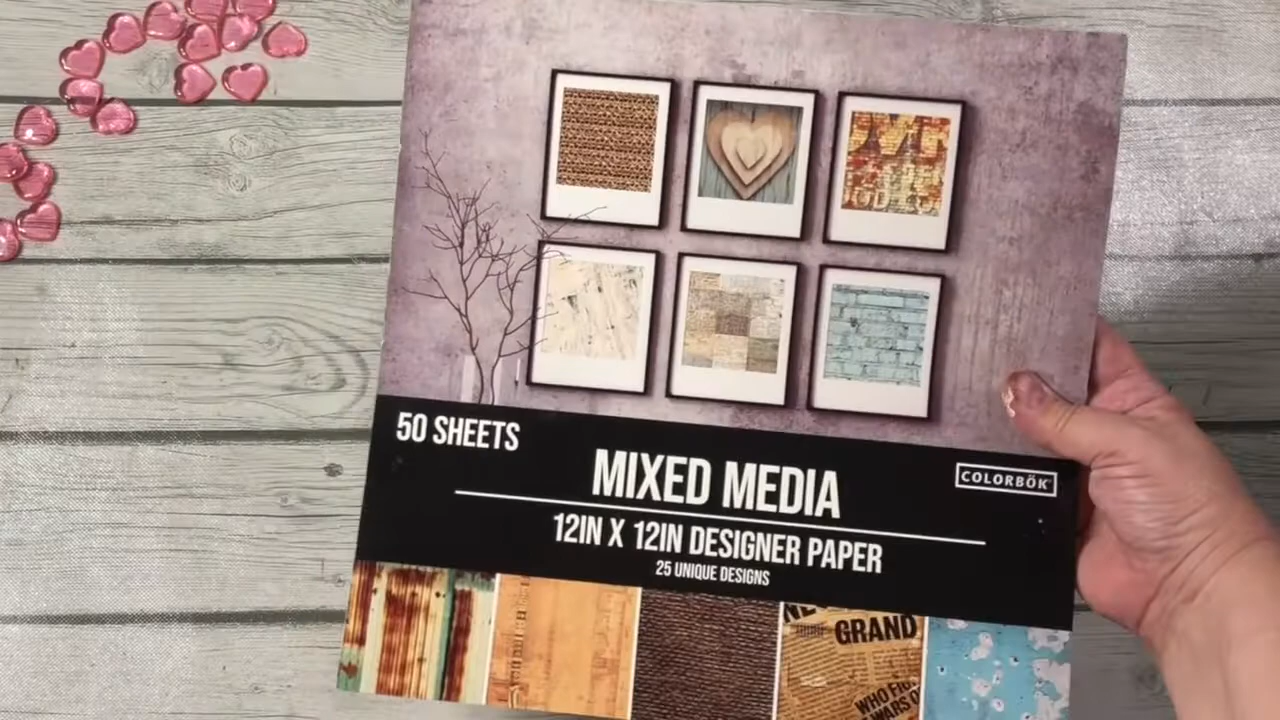 50 SHEETS
MIXED MEDIA
COLORBÖK
12IN X 12IN DESIGNER PAPER
25 UNIQUE DESIGNS
GRAND